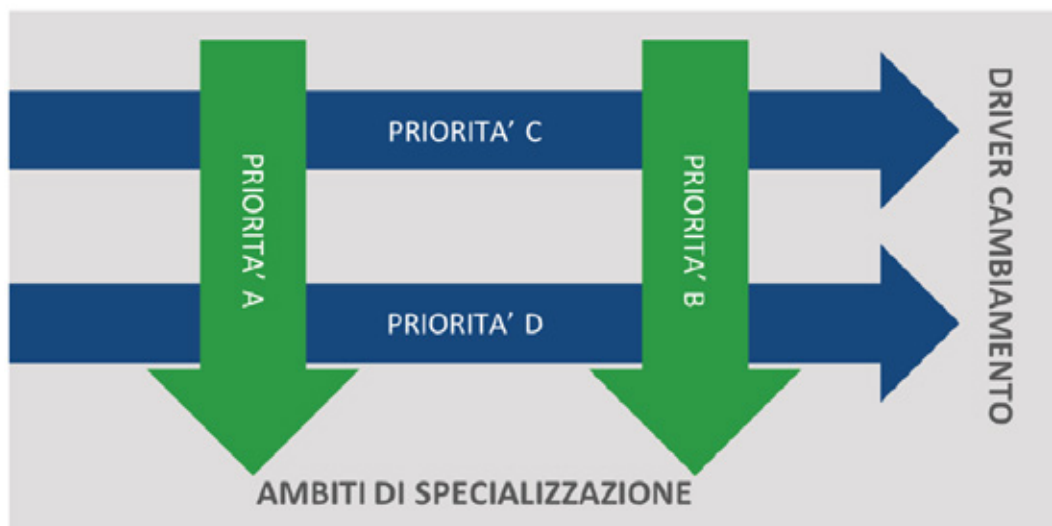 PRIORITA’ C
PRIORITA’ A
PRIORITA’ B
PRIORITA’ D
DRIVER CAMBIAMENTO
AMBITI DI SPECIALIZZAZIONE